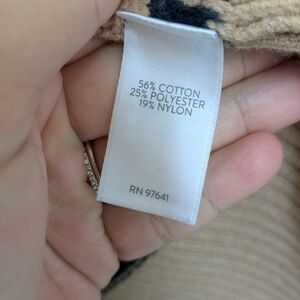 56% COTTON
25% POLYESTER
19% NYLON
RN 97641